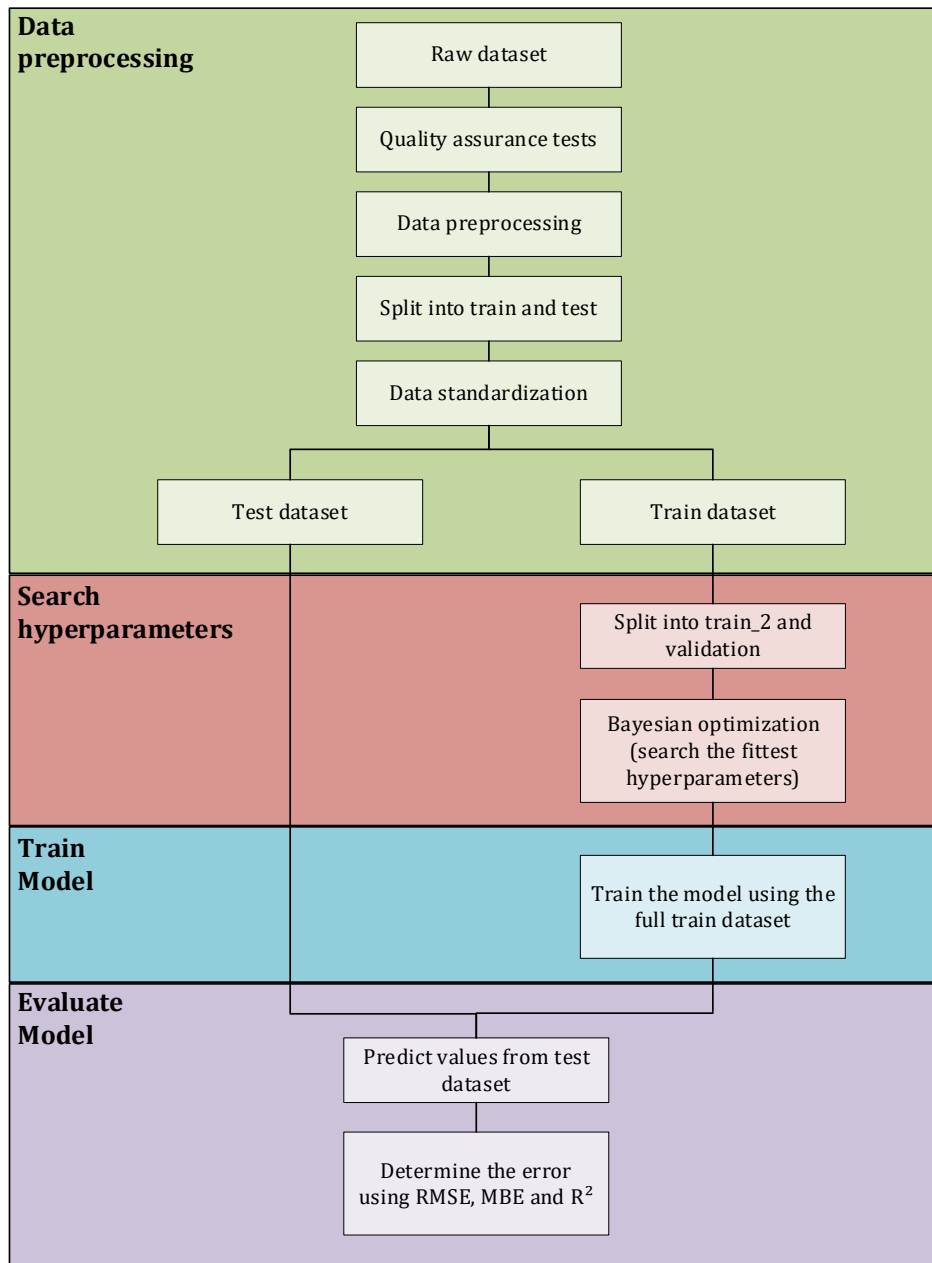 Data
preprocessing
Raw dataset
Quality assurance tests
Data preprocessing
Split into train and test
Data standardization
Test dataset
Train dataset
Search
hyperparameters
Split into train_2 and
validation
Bayesian optimization
(search the fittest
hyperparameters)
Train
Model
Train the model using the
full train dataset
Evaluate
Model
Predict values from test
dataset
Determine the error
using RMSE, MBE and R²